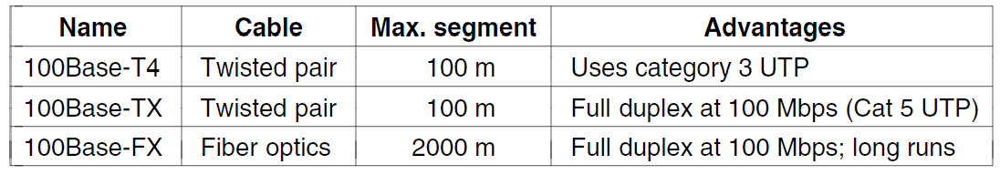 Name Cable Max. segment Advantages
100Base-T4 Twisted pair 100 m Uses category 3 UTP
100Base-TX Twisted pair 100 m Full duplex at 100 Mbps (Cat 5 UTP)
100Base-FX Fiber optics 2000 m Full duplex at 100 Mbps; long runs